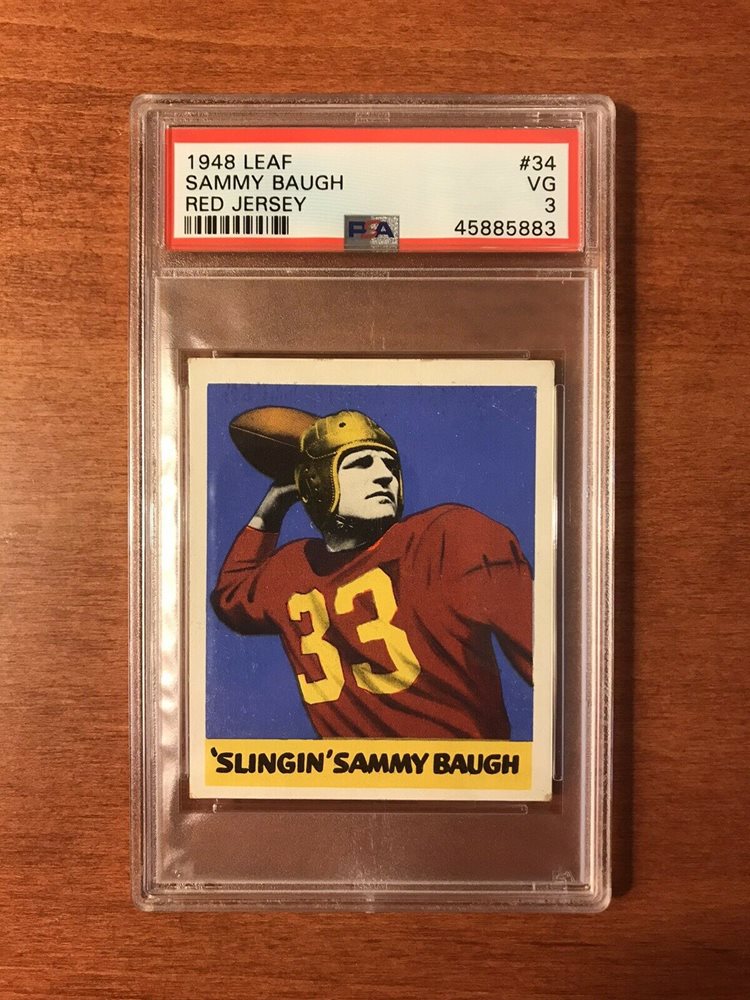 1948 LEAF #34
SAMMY BAUGH VG
RED JERSEY 3
PSA 45885883
33
'SLINGIN' SAMMY BAUGH